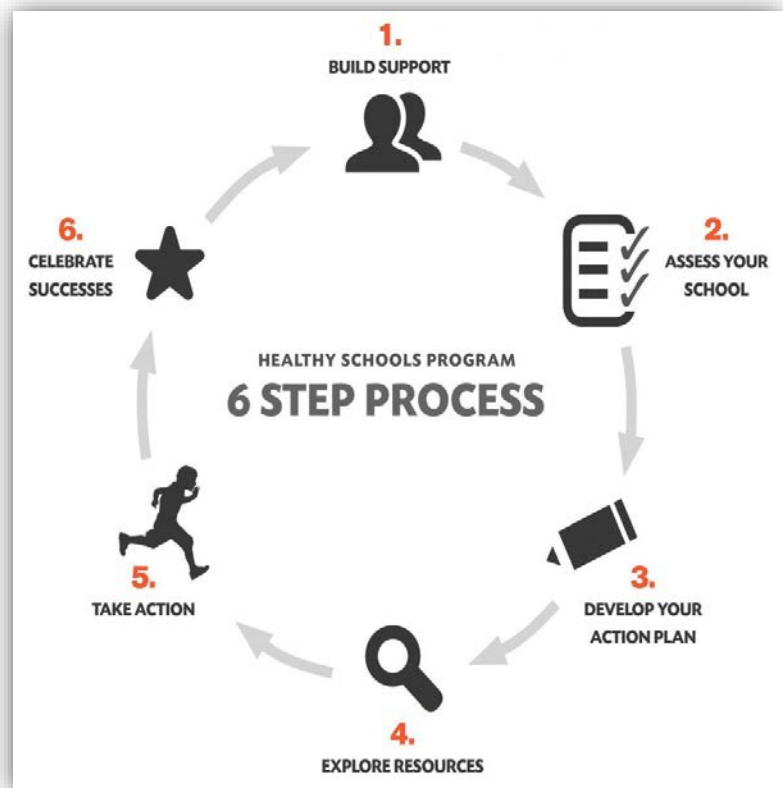 1.
BUILD SUPPORT
2.
ASSESS YOUR
SCHOOL
3.
DEVELOP YOUR
ACTION PLAN
4.
EXPLORE RESOURCES
5.
TAKE ACTION
6.
CELEBRATE
SUCCESSES
HEALTHY SCHOOLS PROGRAM
6 STEP PROCESS